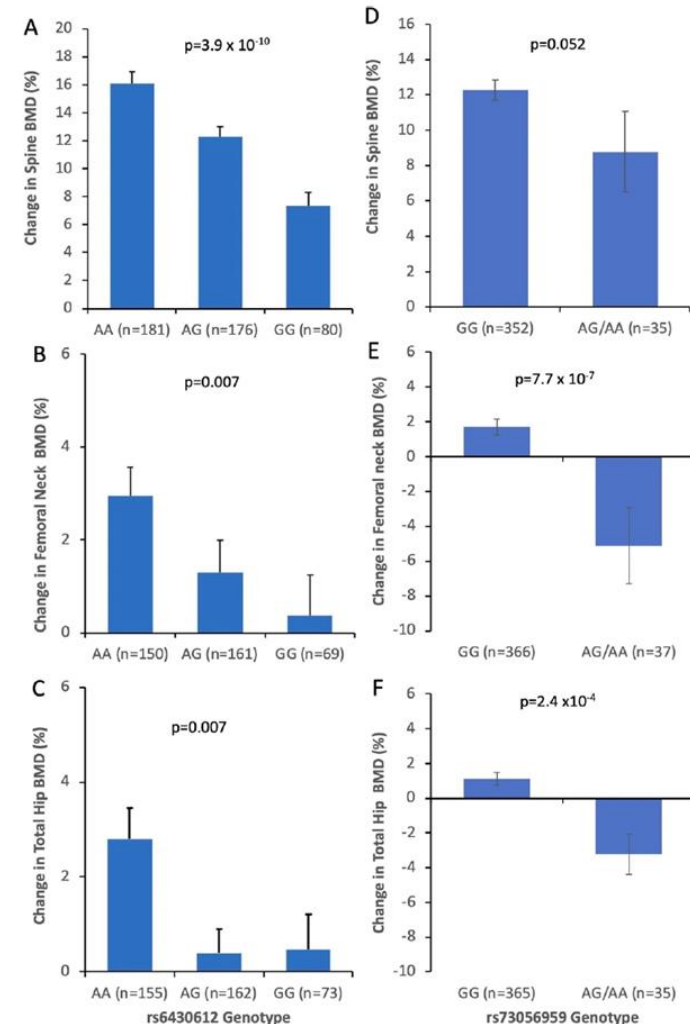 A
Change in Spine BMD (%)
20
18
16
14
12
10
8
6
4
2
0
p=3.9 x 10-10
AA (n=181) AG (n=176) GG (n=80)
B
Change in Femoral Neck BMD (%)
6
4
2
0
p=0.007
AA (n=150) AG (n=161) GG (n=69)
C
Change in Total Hip BMD (%)
6
4
2
0
p=0.007
AA (n=155) AG (n=162) GG (n=73)
rs6430612 Genotype
D
Change in Spine BMD (%)
16
14
12
10
8
6
4
2
0
p=0.052
GG (n=352) AG/AA (n=35)
E
Change in Femoral neck BMD (%)
6
4
2
0
-2
-4
-6
-8
-10
p=7.7 x 10-7
GG (n=366) AG/AA (n=37)
F
Change in Total Hip BMD (%)
6
4
2
0
-2
-4
-6
-8
-10
p=2.4 x10-4
GG (n=365) AG/AA (n=35)
rs73056959 Genotype